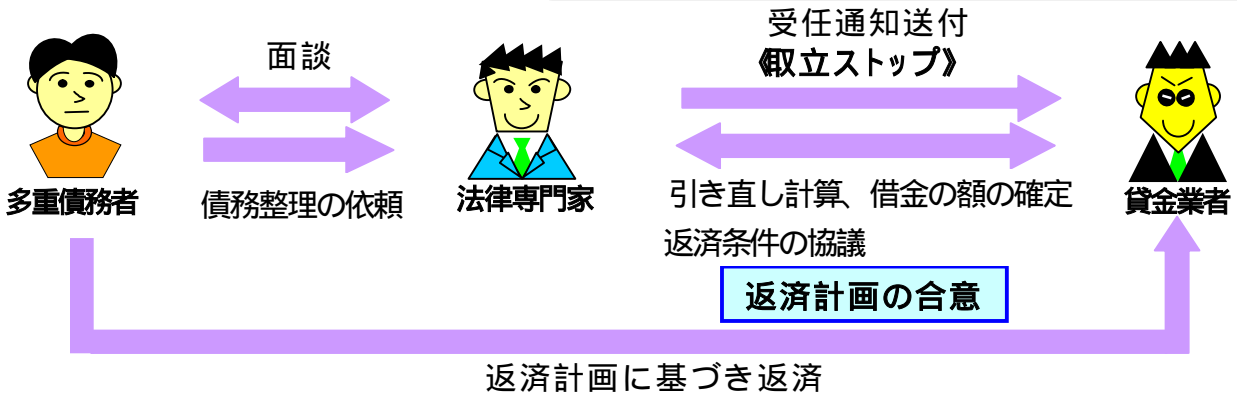 面談
受任通知送付
《取立ストップ》
多重債務者
債務整理の依頼
法律専門家
引き直し計算、借金の額の確定
貸金業者
返済条件の協議
返済計画の合意
返済計画に基づき返済